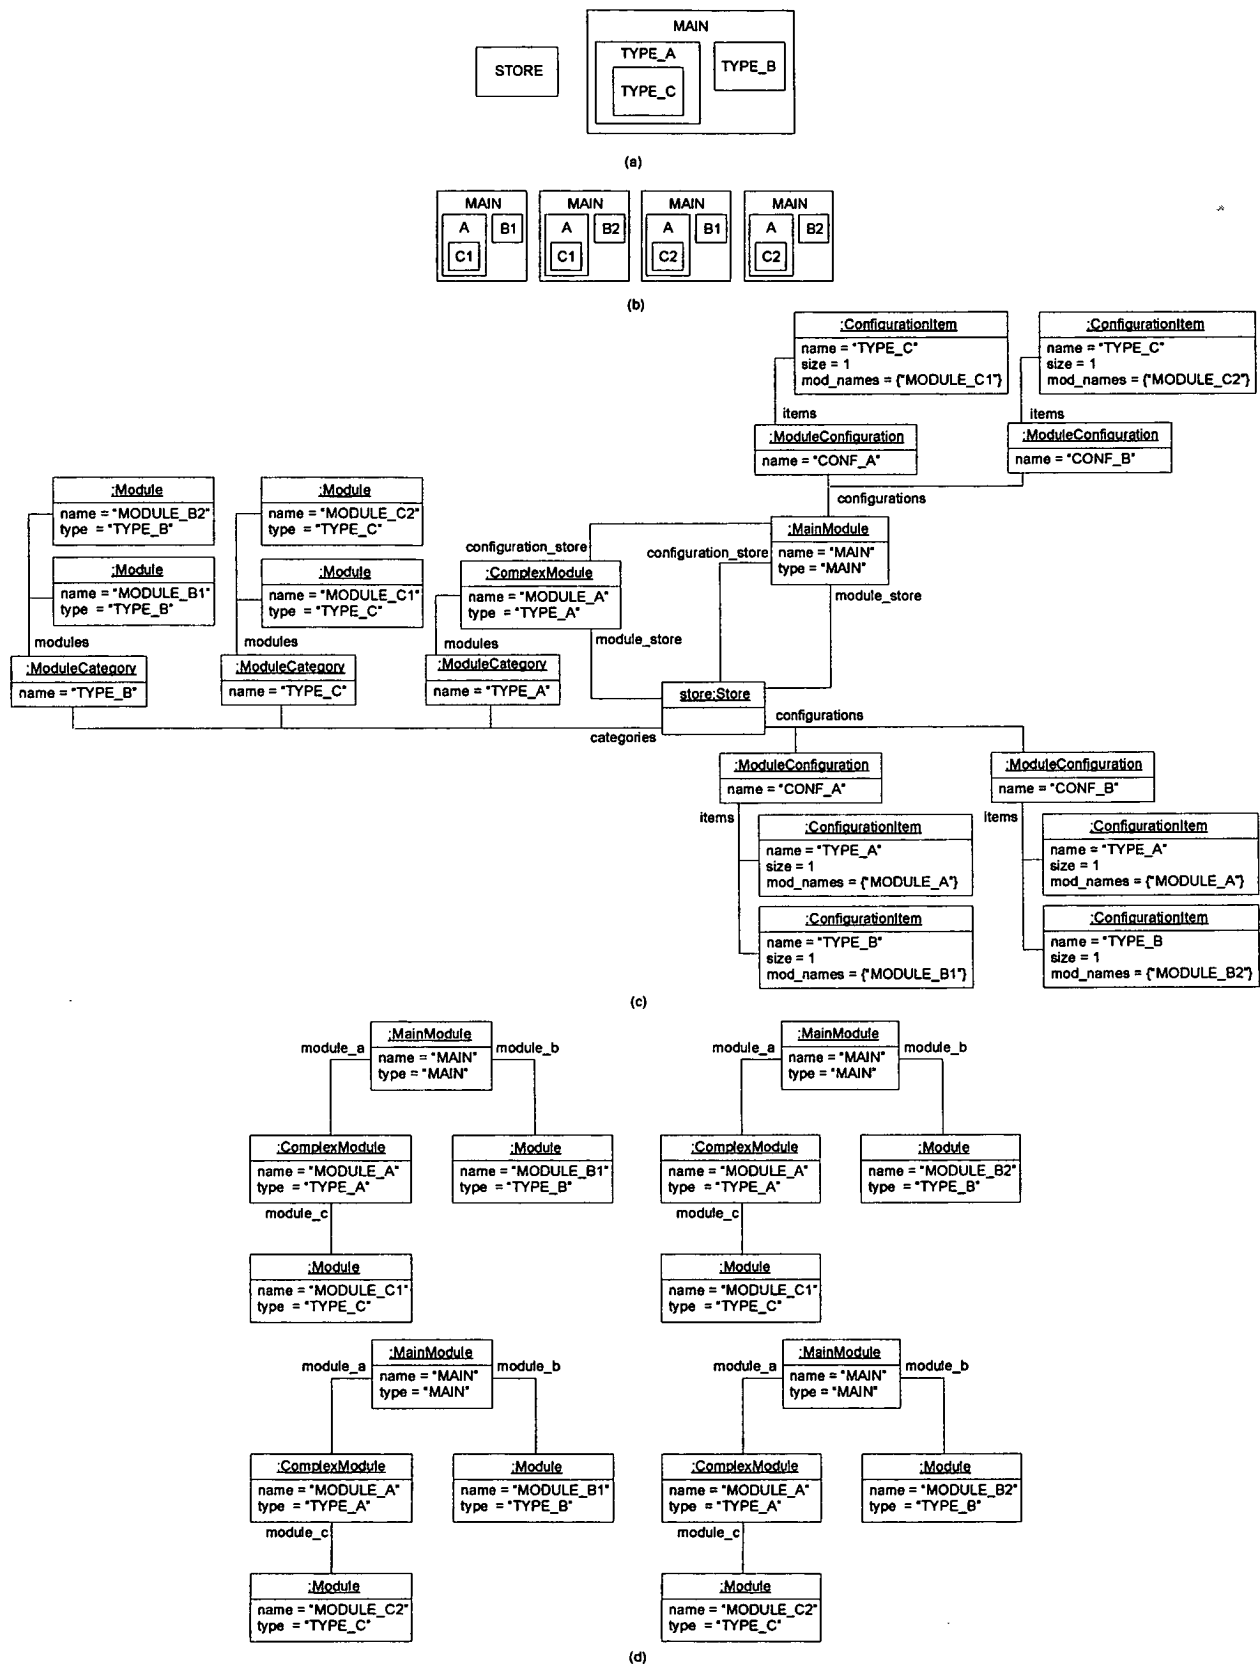 MAIN
TYPE_A
TYPE_B
STORE
TYPE_C
(a)
MAIN
A
B1
C1
MAIN
A
B2
C1
MAIN
A
B1
C2
MAIN
A
B2
C2
(b)
:ConfigurationItem
name = "TYPE_C"
size = 1
mod_names = {"MODULE_C1"}
:ConfigurationItem
name = "TYPE_C"
size = 1
mod_names = {"MODULE_C2"}
items
items
:ModuleConfiguration
name = "CONF_A"
:ModuleConfiguration
name = "CONF_B"
configurations
:Module
name = "MODULE_B2"
type = "TYPE_B"
:Module
name = "MODULE_C2"
type = "TYPE_C"
:MainModule
name = "MAIN"
type = "MAIN"
configuration_store
configuration_store
:Module
name = "MODULE_B1"
type = "TYPE_B"
:Module
name = "MODULE_C1"
type = "TYPE_C"
:ComplexModule
name = "MODULE_A"
type = "TYPE_A"
module_store
modules
modules
modules
module_store
:ModuleCategory
name = "TYPE_B"
:ModuleCategory
name = "TYPE_C"
:ModuleCategory
name = "TYPE_A"
store:Store
configurations
categories
:ModuleConfiguration
name = "CONF_A"
:ModuleConfiguration
name = "CONF_B"
items
items
:ConfigurationItem
name = "TYPE_A"
size = 1
mod_names = {"MODULE_A"}
:ConfigurationItem
name = "TYPE_A"
size = 1
mod_names = {"MODULE_A"}
:ConfigurationItem
name = "TYPE_B"
size = 1
mod_names = {"MODULE_B1"}
:ConfigurationItem
name = "TYPE_B
size = 1
mod_names = {"MODULE_B2"}
(c)
:MainModule
name = "MAIN"
type = "MAIN"
module_a
module_b
:ComplexModule
name = "MODULE_A"
type = "TYPE_A"
:Module
name = "MODULE_B1"
type = "TYPE_B"
module_c
:Module
name = "MODULE_C1"
type = "TYPE_C"
:MainModule
name = "MAIN"
type = "MAIN"
module_a
module_b
:ComplexModule
name = "MODULE_A"
type = "TYPE_A"
:Module
name = "MODULE_B2"
type = "TYPE_B"
module_c
:Module
name = "MODULE_C1"
type = "TYPE_C"
:MainModule
name = "MAIN"
type = "MAIN"
module_a
module_b
:ComplexModule
name = "MODULE_A"
type = "TYPE_A"
:Module
name = "MODULE_B1"
type = "TYPE_B"
module_c
:Module
name = "MODULE_C2"
type = "TYPE_C"
:MainModule
name = "MAIN"
type = "MAIN"
module_a
module_b
:ComplexModule
name = "MODULE_A"
type = "TYPE_A"
:Module
name = "MODULE_B2"
type = "TYPE_B"
module_c
:Module
name = "MODULE_C2"
type = "TYPE_C"
(d)